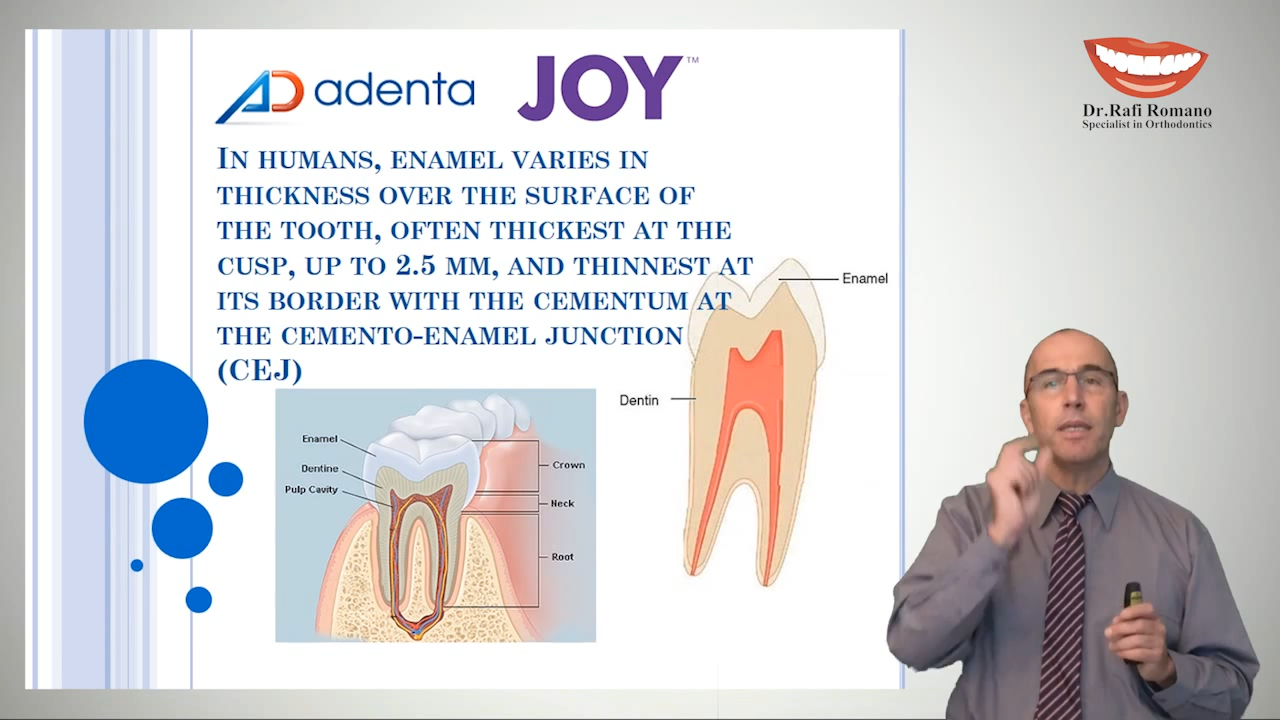 adenta
JOY™
Dr.Rafi Romano
Specialist in Orthodontics
In humans, enamel varies in
thickness over the surface of
the tooth, often thickest at the
cusp, up to 2.5 mm, and thinnest at
its border with the cementum at
the cemento-enamel junction
(CEJ)
Enamel
Dentin
Enamel
Dentine
Pulp Cavity
Crown
Neck
Root